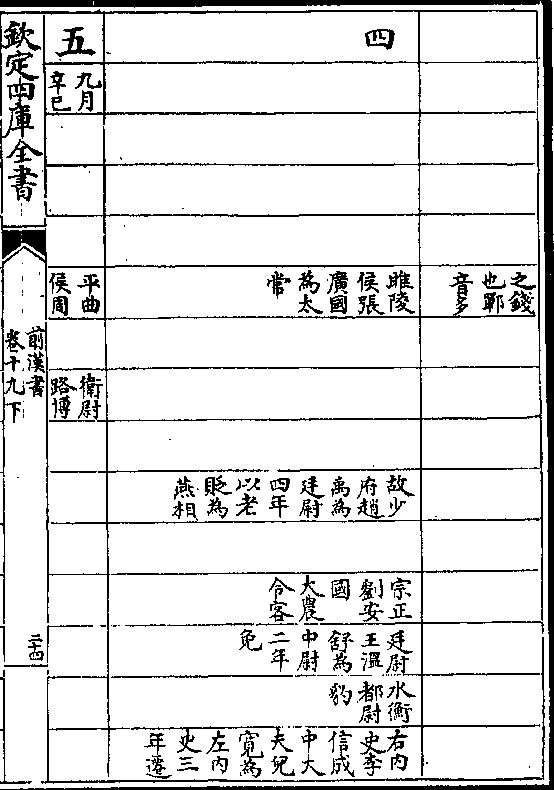 之錢
也鄲
音多
四
睢陵
侯張
廣國
為太
常
故少
府趙
禹為
廷尉
四年
以老
貶為
燕相
宗正
劉安
國
大農
令客
廷尉
王溫
舒為
中尉
二年
免
水衡
都尉
豹
右內
史李
信成
中大
夫兒
寬為
左內
史三
年遷
五
九月
辛巳
平曲
侯周
衛尉
路博
欽定四庫全書
前漢書
卷十九下
二十四